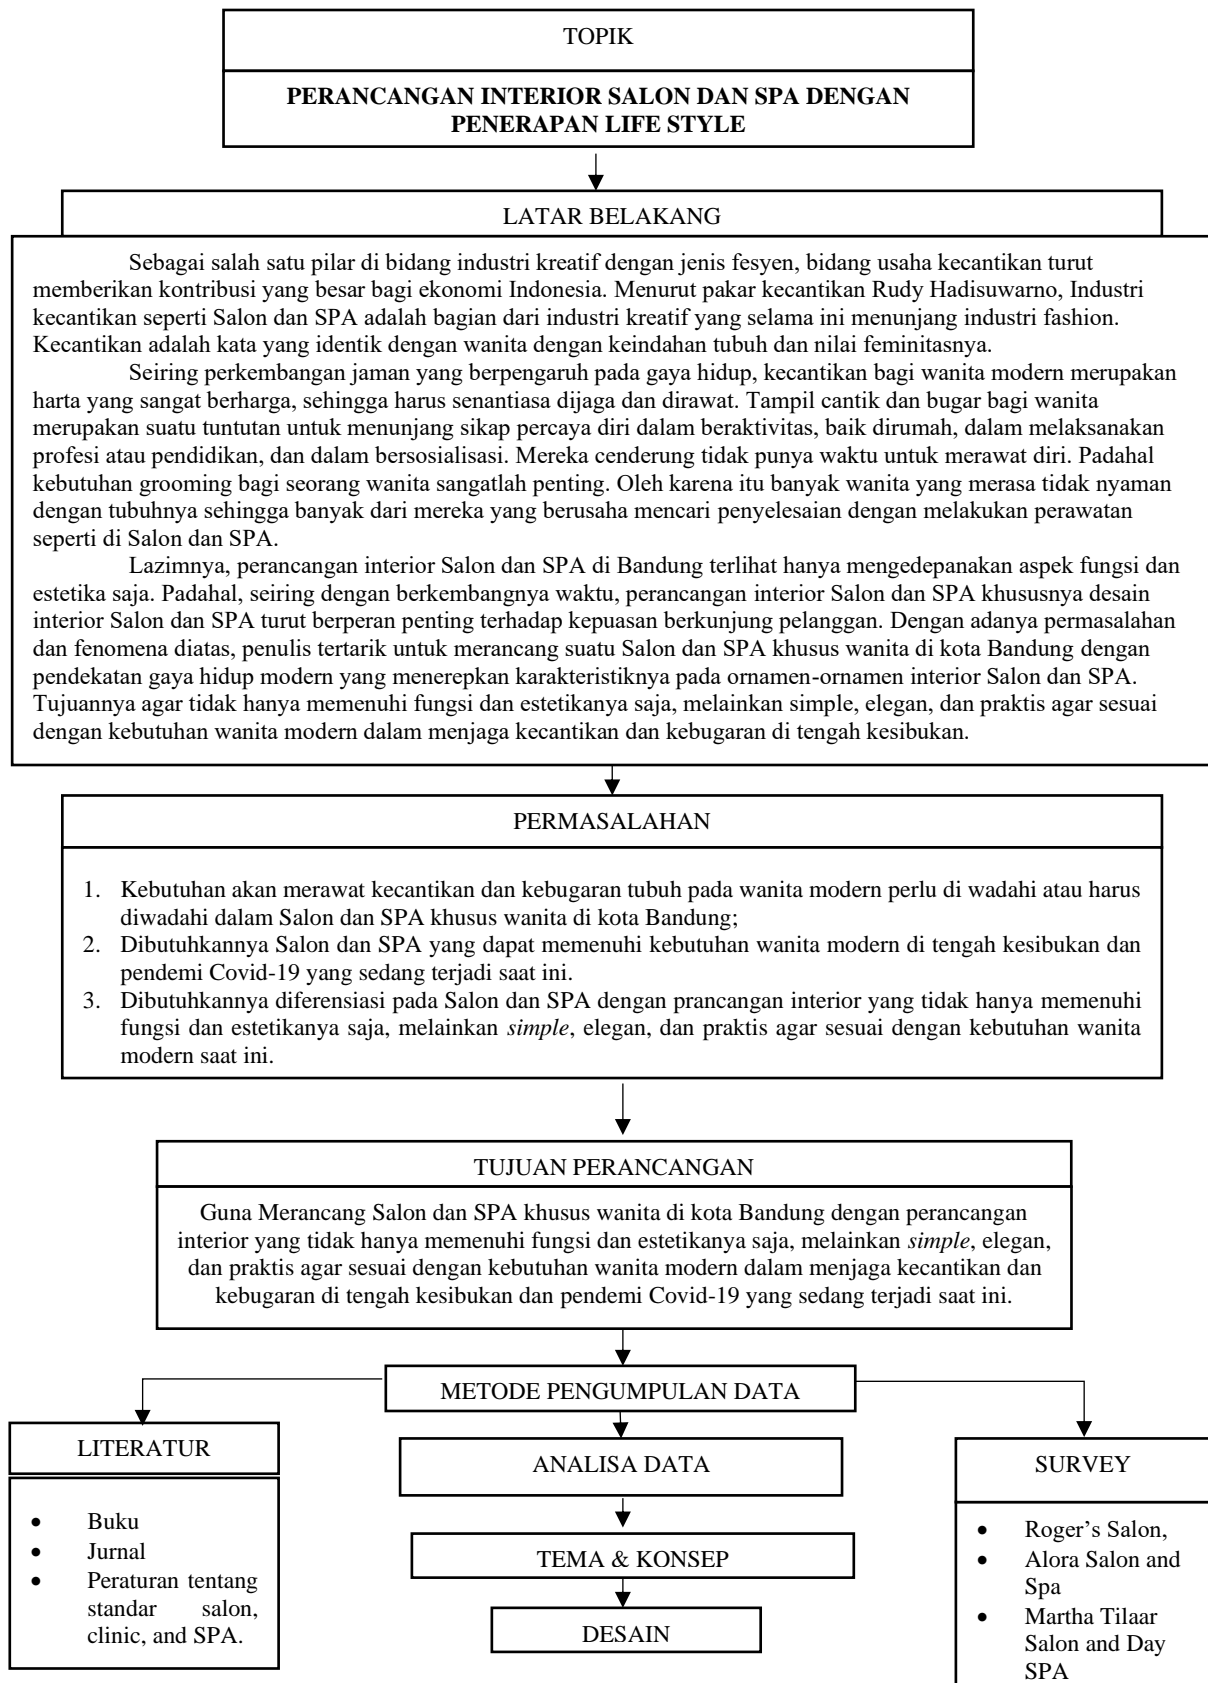 TOPIK
PERANCANGAN INTERIOR SALON DAN SPA DENGAN
PENERAPAN LIFE STYLE
LATAR BELAKANG
Sebagai salah satu pilar di bidang industri kreatif dengan jenis fesyen, bidang usaha kecantikan turut
memberikan kontribusi yang besar bagi ekonomi Indonesia. Menurut pakar kecantikan Rudy Hadisuwarno, Industri
kecantikan seperti Salon dan SPA adalah bagian dari industri kreatif yang selama ini menunjang industri fashion.
Kecantikan adalah kata yang identik dengan wanita dengan keindahan tubuh dan nilai feminitasnya.
Seiring perkembangan jaman yang berpengaruh pada gaya hidup, kecantikan bagi wanita modern merupakan
harta yang sangat berharga, sehingga harus senantiasa dijaga dan dirawat. Tampil cantik dan bugar bagi wanita
merupakan suatu tuntutan untuk menunjang sikap percaya diri dalam beraktivitas, baik dirumah, dalam melaksanakan
profesi atau pendidikan, dan dalam bersosialisasi. Mereka cenderung tidak punya waktu untuk merawat diri. Padahal
kebutuhan grooming bagi seorang wanita sangatlah penting. Oleh karena itu banyak wanita yang merasa tidak nyaman
dengan tubuhnya sehingga banyak dari mereka yang berusaha mencari penyelesaian dengan melakukan perawatan
seperti di Salon dan SPA.
Lazimnya, perancangan interior Salon dan SPA di Bandung terlihat hanya mengedepanakan aspek fungsi dan
estetika saja. Padahal, seiring dengan berkembangnya waktu, perancangan interior Salon dan SPA khususnya desain
interior Salon dan SPA turut berperan penting terhadap kepuasan berkunjung pelanggan. Dengan adanya permasalahan
dan fenomena diatas, penulis tertarik untuk merancang suatu Salon dan SPA khusus wanita di kota Bandung dengan
pendekatan gaya hidup modern yang menerepkan karakteristiknya pada ornamen-ornamen interior Salon dan SPA.
Tujuannya agar tidak hanya memenuhi fungsi dan estetikanya saja, melainkan simple, elegan, dan praktis agar sesuai
dengan kebutuhan wanita modern dalam menjaga kecantikan dan kebugaran di tengah kesibukan.
PERMASALAHAN
1. Kebutuhan akan merawat kecantikan dan kebugaran tubuh pada wanita modern perlu di wadahi atau harus
diwadahi dalam Salon dan SPA khusus wanita di kota Bandung;
2. Dibutuhkannya Salon dan SPA yang dapat memenuhi kebutuhan wanita modern di tengah kesibukan dan
pendemi Covid-19 yang sedang terjadi saat ini.
3. Dibutuhkannya diferensiasi pada Salon dan SPA dengan prancangan interior yang tidak hanya memenuhi
fungsi dan estetikanya saja, melainkan simple, elegan, dan praktis agar sesuai dengan kebutuhan wanita
modern saat ini.
TUJUAN PERANCANGAN
Guna Merancang Salon dan SPA khusus wanita di kota Bandung dengan perancangan
interior yang tidak hanya memenuhi fungsi dan estetikanya saja, melainkan simple, elegan,
dan praktis agar sesuai dengan kebutuhan wanita modern dalam menjaga kecantikan dan
kebugaran di tengah kesibukan dan pendemi Covid-19 yang sedang terjadi saat ini.
METODE PENGUMPULAN DATA
LITERATUR
• Buku
• Jurnal
• Peraturan tentang
standar salon,
clinic, and SPA.
ANALISA DATA
TEMA & KONSEP
DESAIN
SURVEY
• Roger’s Salon,
• Alora Salon and
Spa
• Martha Tilaar
Salon and Day
SPA